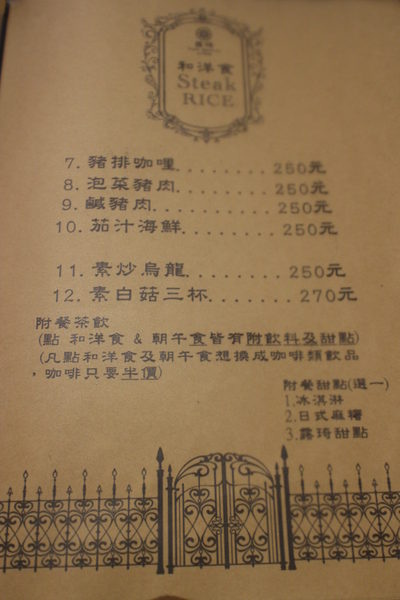 和洋食
Steak
RICE
7. 豬排咖哩........250元
8. 泡菜豬肉........250元
9. 鹹豬肉........250元
10. 茄汁海鮮........250元
11. 素炒烏龍........250元
12. 素白菇三杯........270元
附餐茶飲
(點 和洋食 & 朝午食皆有附飲料及甜點)
(凡點和洋食及朝午食想換成咖啡類飲品
，咖啡只要半價)
附餐甜點(選一)
1.冰淇淋
2.日式麻糬
3.露琦甜點